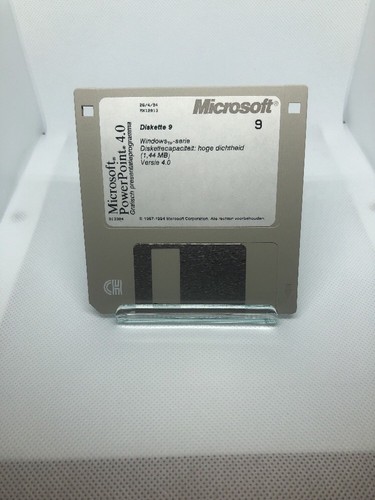 Microsoft®
Diskette 9
9
Windows™-serie
Diskettecapaciteit: hoge dichtheid
(1,44 MB)
Versie 4.0
Microsoft®
PowerPoint® 4.0
Grafisch presentatieprogramma
© 1987-1994 Microsoft Corporation. Alle rechten voorbehouden.